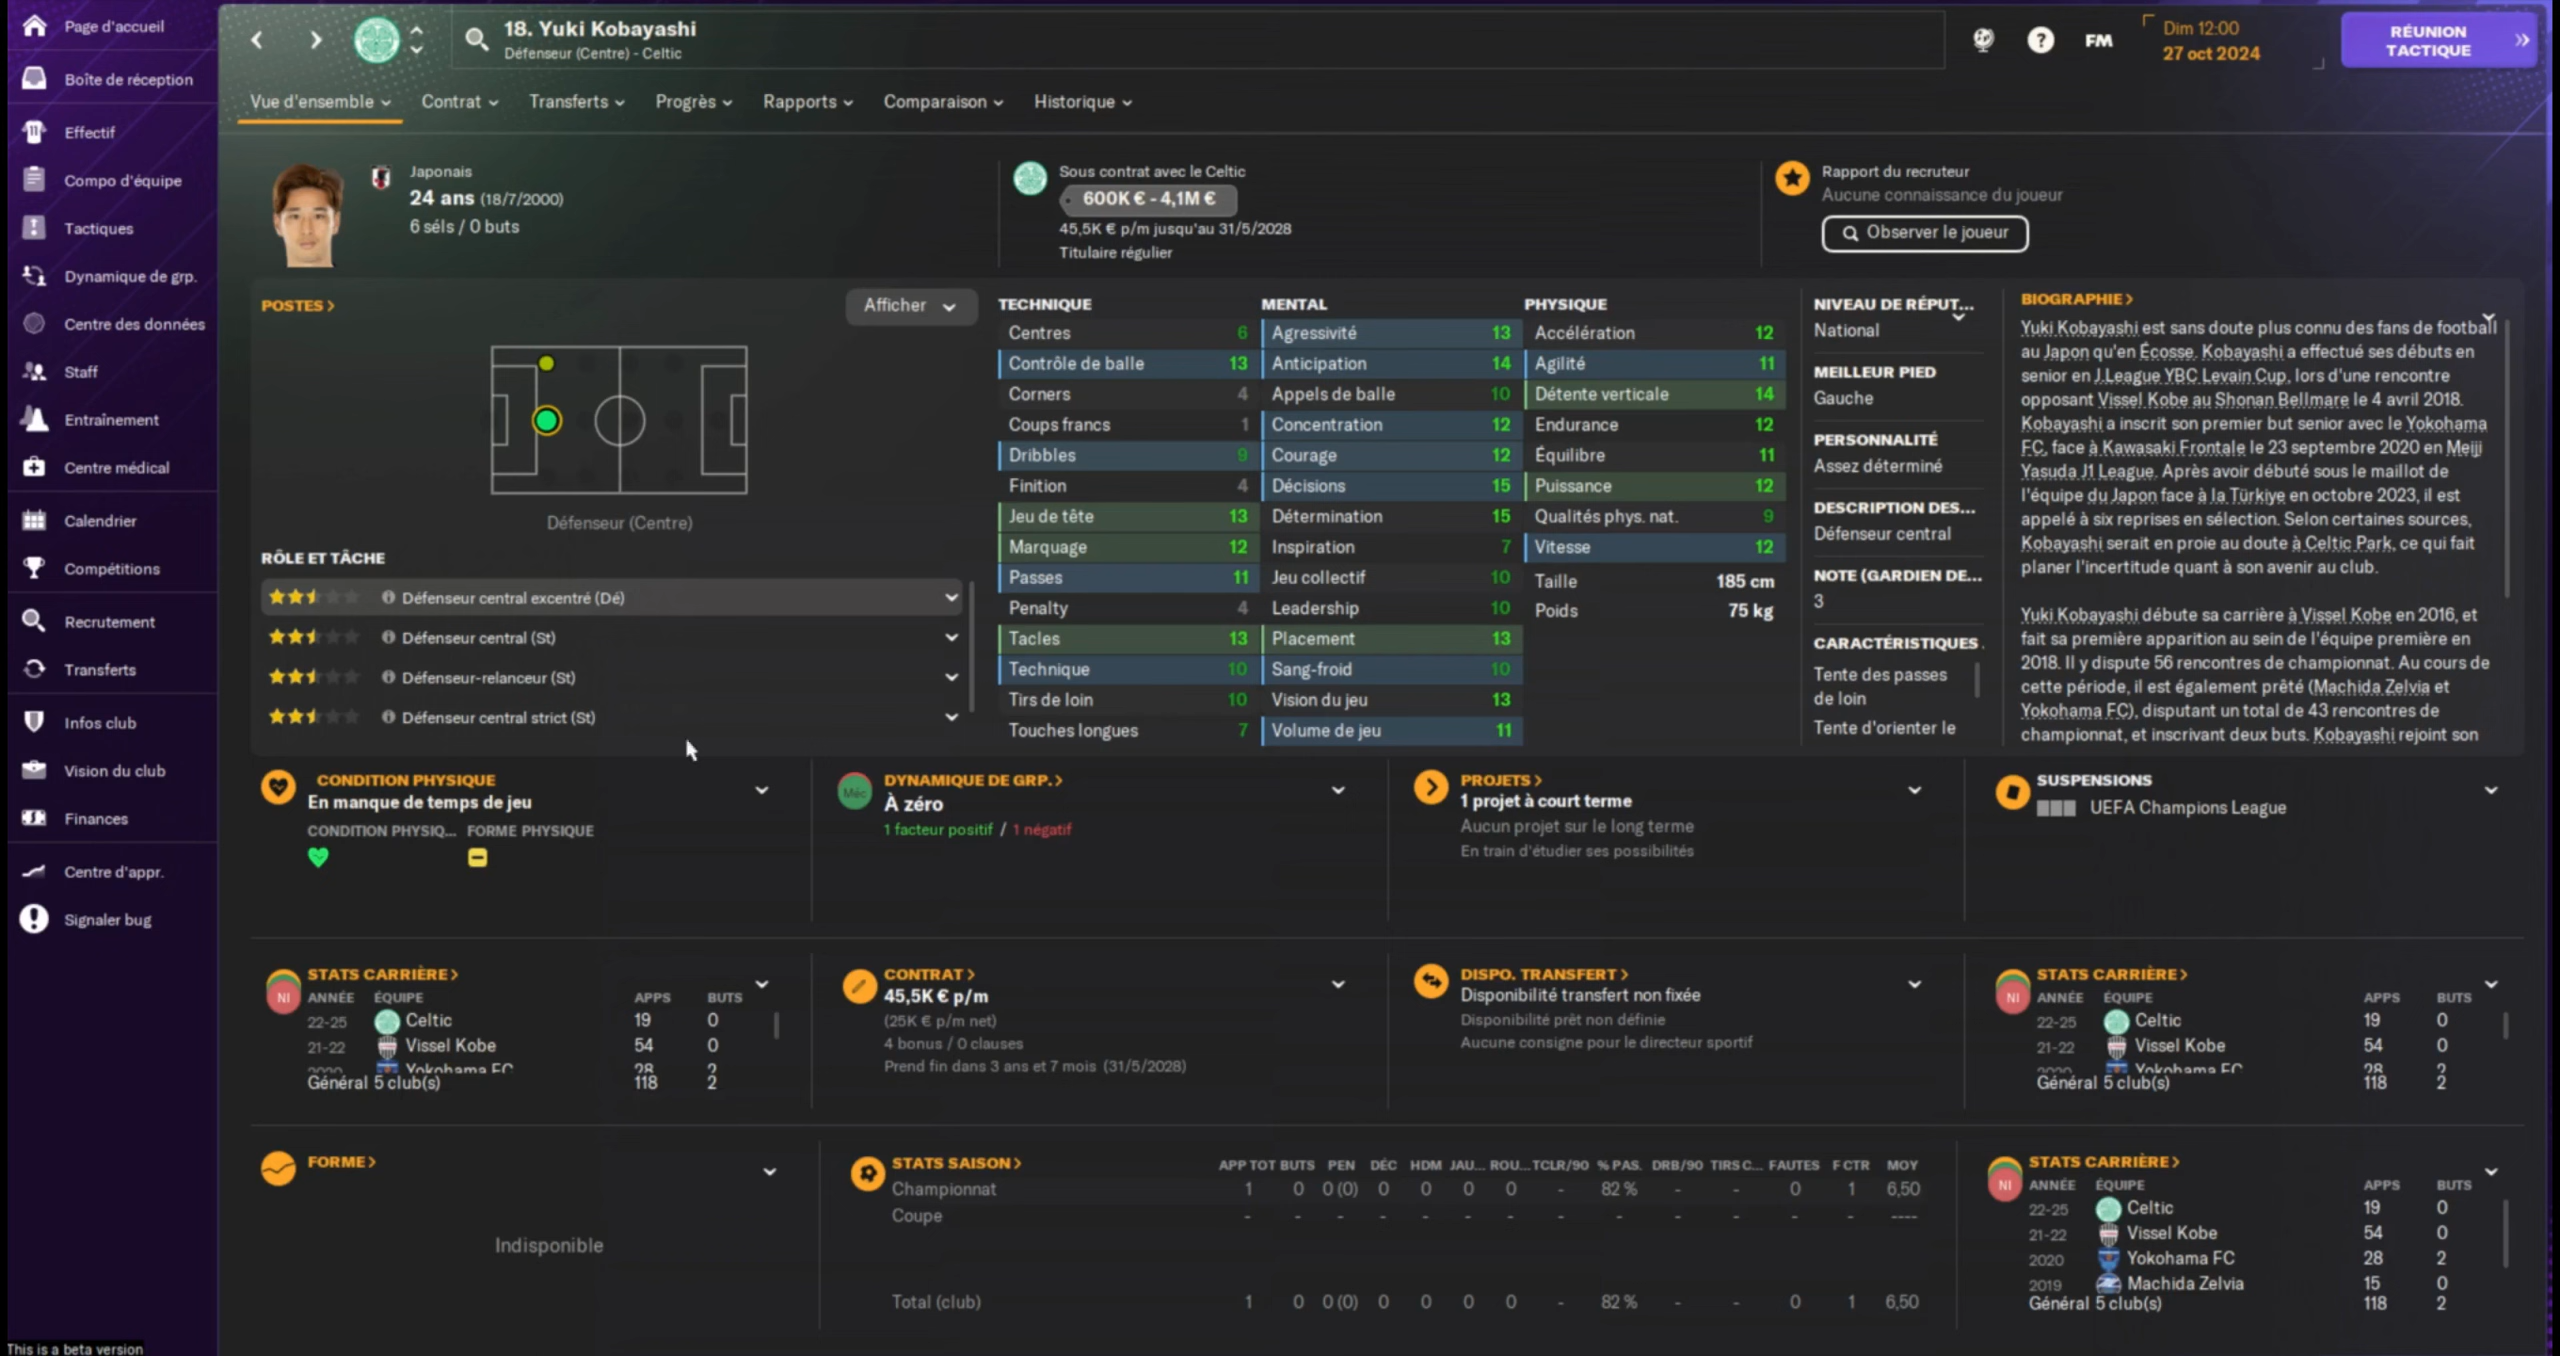 Page d'accueil
Boîte de réception
Effectif
Compo d'équipe
Tactiques
Dynamique de grp.
Centre des données
Staff
Entraînement
Centre médical
Calendrier
Compétitions
Recrutement
Transferts
Infos club
Vision du club
Finances
Centre d'appr.
Signaler bug
This is a beta version
18. Yuki Kobayashi
Défenseur (Centre) - Celtic
FM
Dim 12:00
27 oct 2024
RÉUNION
TACTIQUE
Vue d'ensemble Contrat Transferts Progrès Rapports Comparaison Historique
Japonais
24 ans (18/7/2000)
6 séls / 0 buts
Sous contrat avec le Celtic
600K € - 4,1M €
45,5K € p/m jusqu'au 31/5/2028
Titulaire régulier
Rapport du recruteur
Aucune connaissance du joueur
Observer le joueur
POSTES >
Afficher
Défenseur (Centre)
RÔLE ET TÂCHE
Défenseur central excentré (Dé)
Défenseur central (St)
Défenseur-relanceur (St)
Défenseur central strict (St)
TECHNIQUE
Centres 6
Contrôle de balle 13
Corners 4
Coups francs 1
Dribbles 9
Finition 4
Jeu de tête 13
Marquage 12
Passes 11
Penalty 4
Tacles 13
Technique 10
Tirs de loin 10
Touches longues 7
MENTAL
Agressivité 13
Anticipation 14
Appels de balle 10
Concentration 12
Courage 12
Décisions 15
Détermination 15
Inspiration 7
Jeu collectif 10
Leadership 10
Placement 13
Sang-froid 10
Vision du jeu 13
Volume de jeu 11
PHYSIQUE
Accélération 12
Agilité 11
Détente verticale 14
Endurance 12
Équilibre 11
Puissance 12
Qualités phys. nat. 9
Vitesse 12
Taille 185 cm
Poids 75 kg
NIVEAU DE RÉPUT...
National
MEILLEUR PIED
Gauche
PERSONNALITÉ
Assez déterminé
DESCRIPTION DES...
Défenseur central
NOTE (GARDIEN DE...
3
CARACTÉRISTIQUES
Tente des passes
de loin
Tente d'orienter le
BIOGRAPHIE >
Yuki Kobayashi est sans doute plus connu des fans de football
au Japon qu'en Écosse. Kobayashi a effectué ses débuts en
senior en J.League YBC Levain Cup, lors d'une rencontre
opposant Vissel Kobe au Shonan Bellmare le 4 avril 2018.
Kobayashi a inscrit son premier but senior avec le Yokohama
FC, face à Kawasaki Frontale le 23 septembre 2020 en Meiji
Yasuda J1 League. Après avoir débuté sous le maillot de
l'équipe du Japon face à la Türkiye en octobre 2023, il est
appelé à six reprises en sélection. Selon certaines sources,
Kobayashi serait en proie au doute à Celtic Park, ce qui fait
planer l'incertitude quant à son avenir au club.
Yuki Kobayashi débute sa carrière à Vissel Kobe en 2016, et
fait sa première apparition au sein de l'équipe première en
2018. Il y dispute 56 rencontres de championnat. Au cours de
cette période, il est également prêté (Machida Zelvia et
Yokohama FC), disputant un total de 43 rencontres de
championnat, et inscrivant deux buts. Kobayashi rejoint son
CONDITION PHYSIQUE
En manque de temps de jeu
CONDITION PHYSIQ... FORME PHYSIQUE
Méc
DYNAMIQUE DE GRP. >
À zéro
1 facteur positif / 1 négatif
PROJETS >
1 projet à court terme
Aucun projet sur le long terme
En train d'étudier ses possibilités
SUSPENSIONS
UEFA Champions League
NI
STATS CARRIÈRE >
ANNÉE ÉQUIPE APPS BUTS
22-25 Celtic 19 0
21-22 Vissel Kobe 54 0
2020 Yokohama FC 28 2
Général 5 club(s) 118 2
CONTRAT >
45,5K € p/m
(25K € p/m net)
4 bonus / 0 clauses
Prend fin dans 3 ans et 7 mois (31/5/2028)
DISPO. TRANSFERT >
Disponibilité transfert non fixée
Disponibilité prêt non définie
Aucune consigne pour le directeur sportif
NI
STATS CARRIÈRE >
ANNÉE ÉQUIPE APPS BUTS
22-25 Celtic 19 0
21-22 Vissel Kobe 54 0
2020 Yokohama FC 28 2
Général 5 club(s) 118 2
FORME >
Indisponible
STATS SAISON >
APP TOT BUTS PEN DÉC HDM JAU... ROU... TCLR/90 % PAS. DRB/90 TIRS C... FAUTES F CTR MOY
Championnat 1 0 0 (0) 0 0 0 0 - 82 % - - 0 1 6,50
Coupe - - - - - - - - - - - - - ----
Total (club) 1 0 0 (0) 0 0 0 0 - 82 % - - 0 1 6,50
NI
STATS CARRIÈRE >
ANNÉE ÉQUIPE APPS BUTS
22-25 Celtic 19 0
21-22 Vissel Kobe 54 0
2020 Yokohama FC 28 2
2019 Machida Zelvia 15 0
Général 5 club(s) 118 2